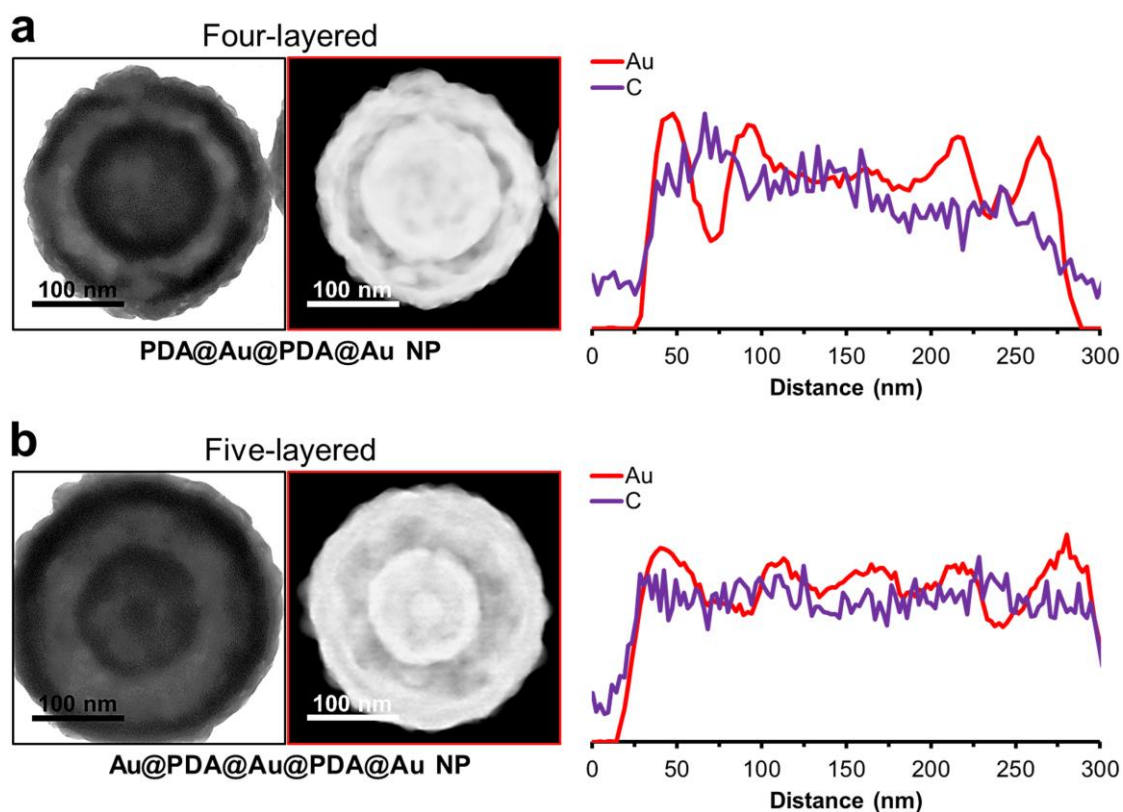 a
Four-layered
100 nm
100 nm
PDA@Au@PDA@Au NP
Au
C
0 50 100 150 200 250 300
Distance (nm)
b
Five-layered
100 nm
100 nm
Au@PDA@Au@PDA@Au NP
Au
C
0 50 100 150 200 250 300
Distance (nm)